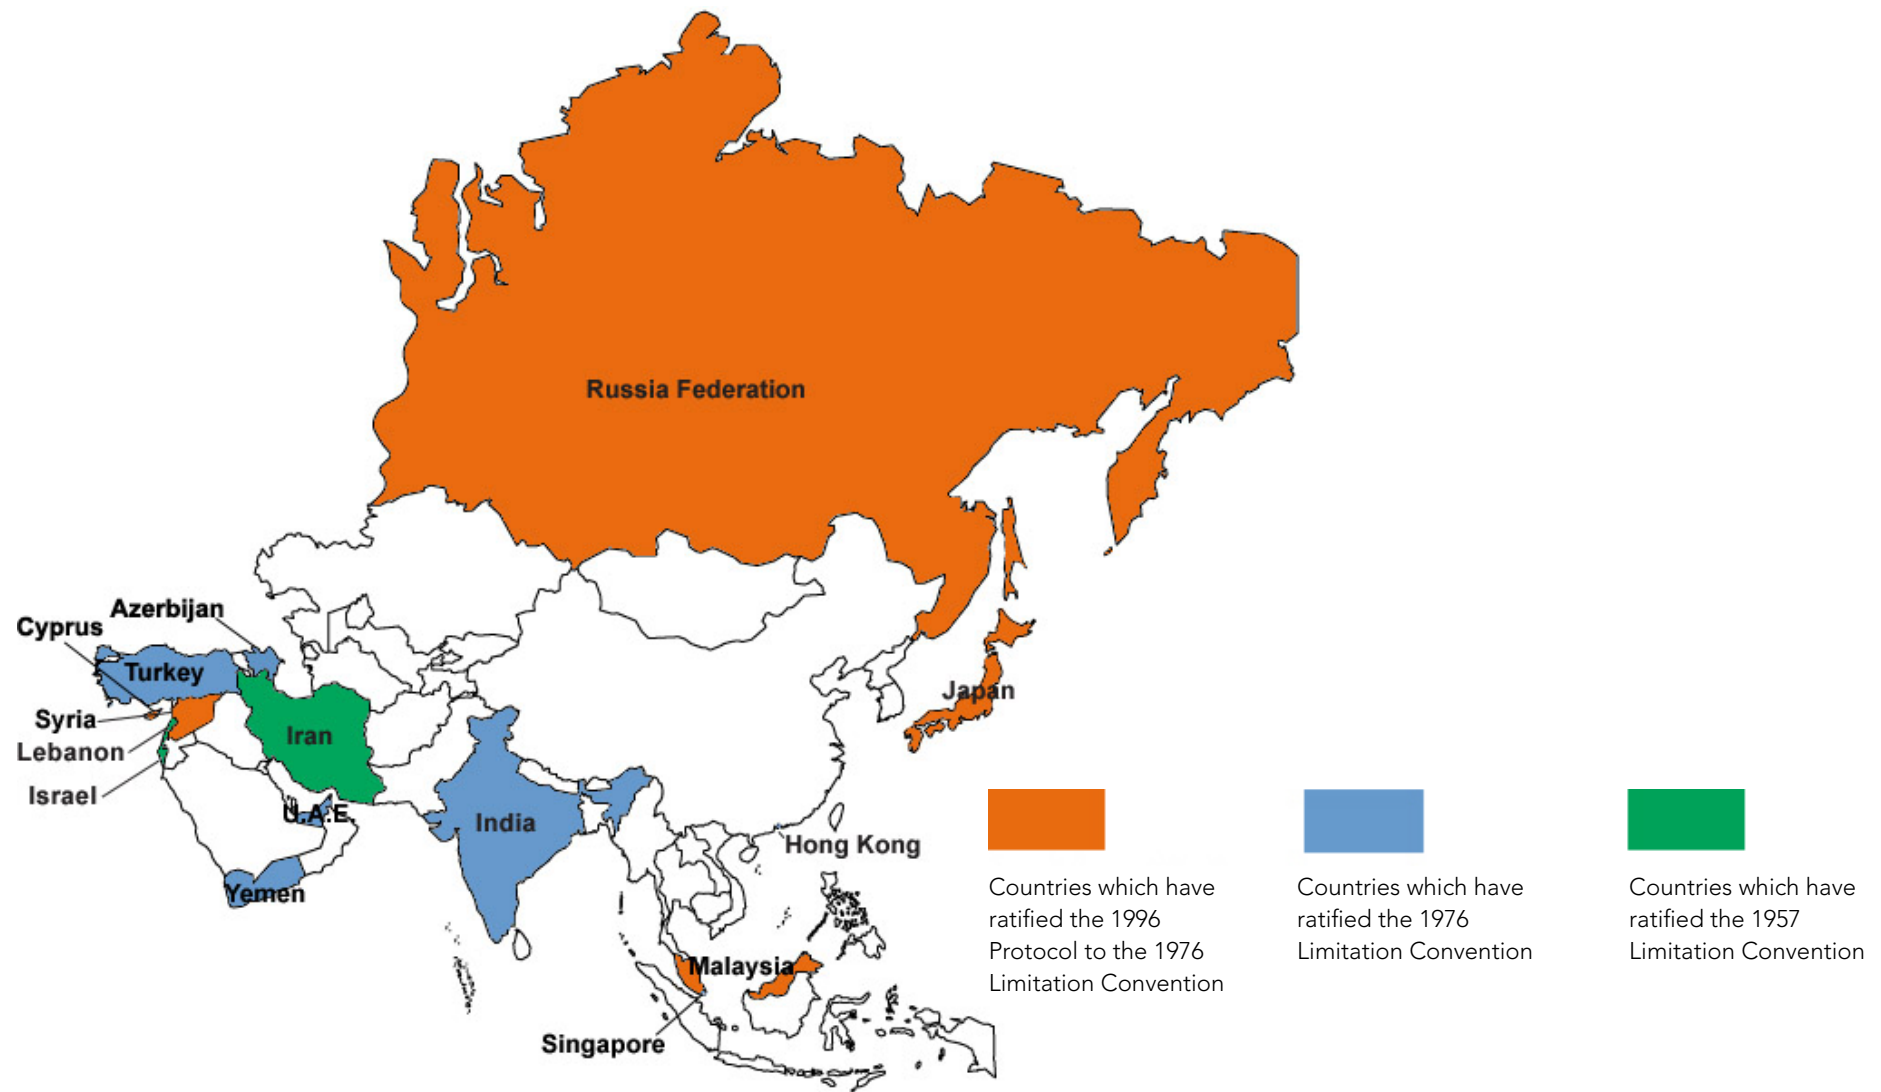 Russia Federation
Azerbijan
Cyprus
Turkey
Japan
Syria
Iran
Lebanon
Israel
U.A.E.
India
Hong Kong
Yemen
Malaysia
Singapore
Countries which have
ratified the 1996
Protocol to the 1976
Limitation Convention
Countries which have
ratified the 1976
Limitation Convention
Countries which have
ratified the 1957
Limitation Convention